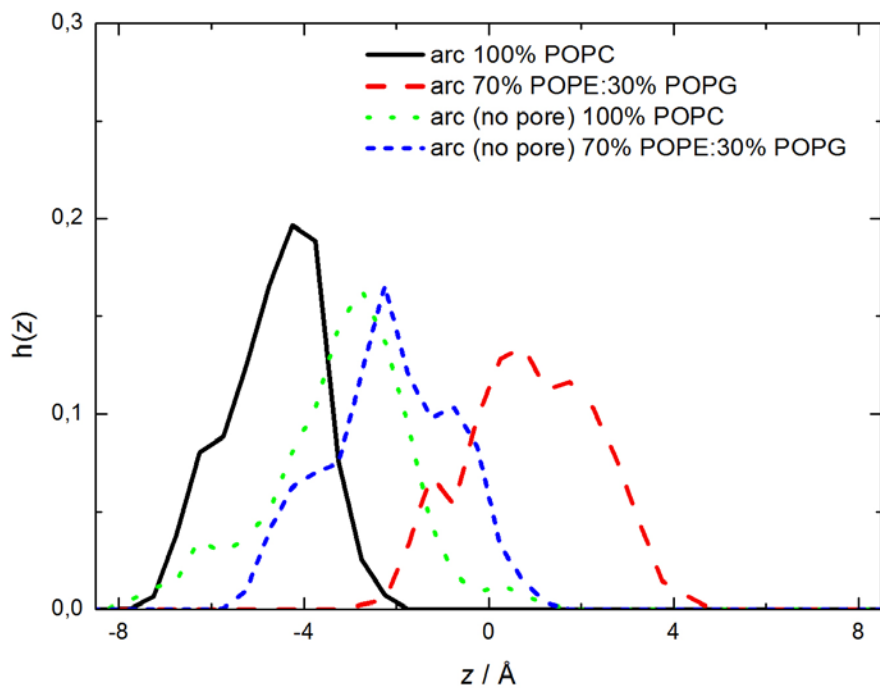 0,3
arc 100% POPC
arc 70% POPE:30% POPG
arc (no pore) 100% POPC
arc (no pore) 70% POPE:30% POPG
0,2
h(z)
0,1
0,0
-8 -4 0 4 8
z / Å